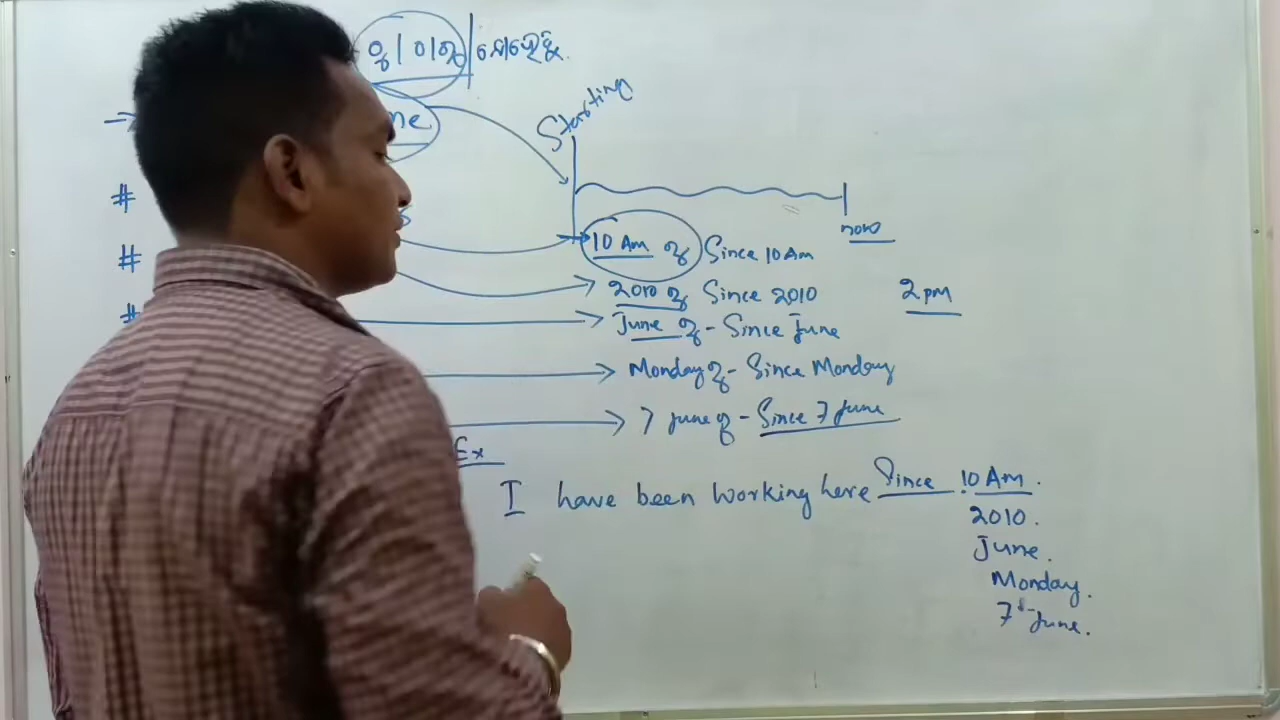 ରୁ | ଠାରୁ | ଯେହେତୁ
Starting
now
10 Am ରୁ Since 10 Am
2010 ରୁ Since 2010
2 pm
June ରୁ - Since June
Monday ରୁ - Since Monday
7 June ରୁ - Since 7 June
Ex
I have been working here Since 10 Am.
2010.
June.
Monday.
7th June.